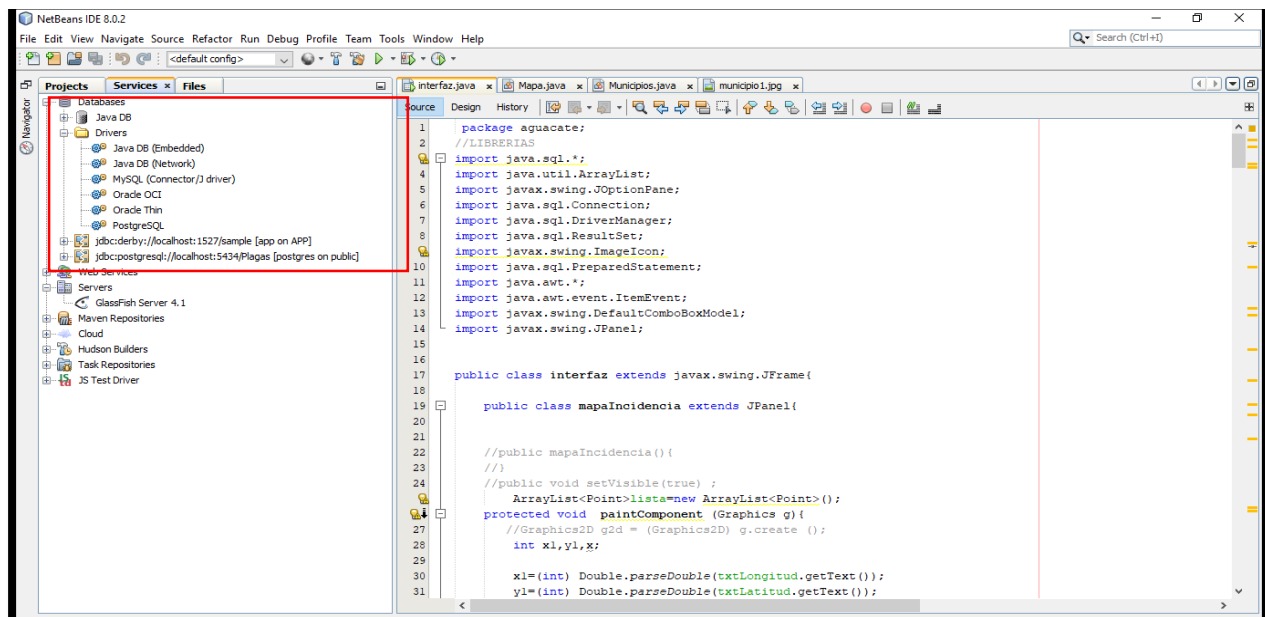 NetBeans IDE 8.0.2
File Edit View Navigate Source Refactor Run Debug Profile Team Tools Window Help
Search (Ctrl+I)
<default config>
Projects Services Files
Navigator
Databases
Java DB
Drivers
Java DB (Embedded)
Java DB (Network)
MySQL (Connector/J driver)
Oracle OCI
Oracle Thin
PostgreSQL
jdbc:derby://localhost:1527/sample [app on APP]
jdbc:postgresql://localhost:5434/Plagas [postgres on public]
Web Services
Servers
GlassFish Server 4.1
Maven Repositories
Cloud
Hudson Builders
Task Repositories
JS Test Driver
interfaz.java Mapa.java Municipios.java municipio1.jpg
Source Design History
1 package aguacate;
2 //LIBRERIAS
import java.sql.*;
4 import java.util.ArrayList;
5 import javax.swing.JOptionPane;
6 import java.sql.Connection;
7 import java.sql.DriverManager;
8 import java.sql.ResultSet;
import javax.swing.ImageIcon;
10 import java.sql.PreparedStatement;
11 import java.awt.*;
12 import java.awt.event.ItemEvent;
13 import javax.swing.DefaultComboBoxModel;
14 import javax.swing.JPanel;
15
16
17 public class interfaz extends javax.swing.JFrame{
18
19 public class mapaIncidencia extends JPanel{
20
21
22 //public mapaIncidencia(){
23 //}
24 //public void setVisible(true) ;
ArrayList<Point>lista=new ArrayList<Point>();
protected void paintComponent (Graphics g){
27 //Graphics2D g2d = (Graphics2D) g.create ();
28 int x1,y1,x;
29
30 x1=(int) Double.parseDouble(txtLongitud.getText());
31 y1=(int) Double.parseDouble(txtLatitud.getText());